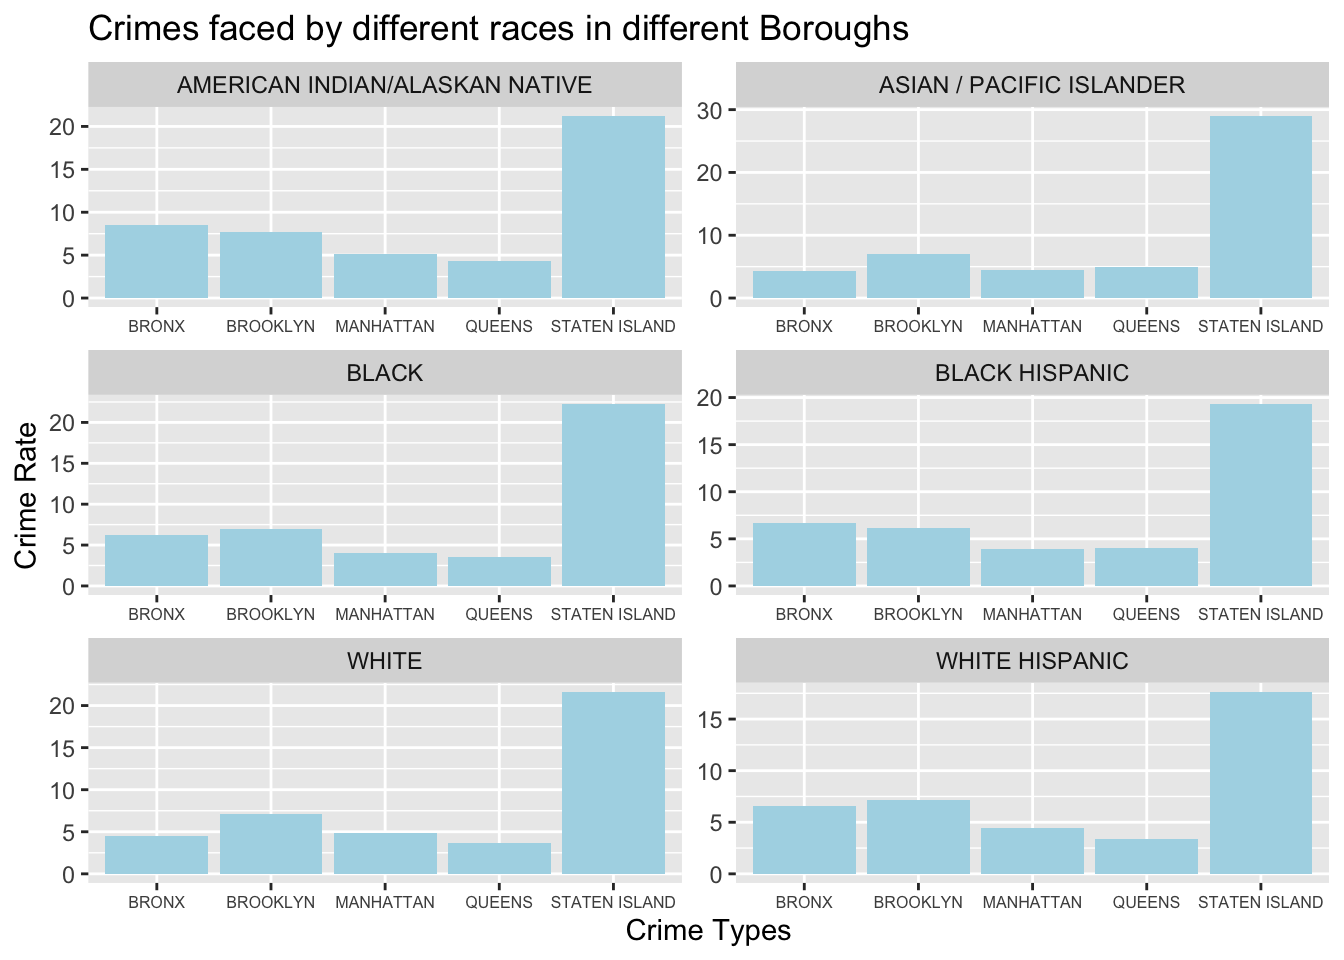 Crimes faced by different races in different Boroughs
AMERICAN INDIAN/ALASKAN NATIVE
20
15
10
5
0
BRONX BROOKLYN MANHATTAN QUEENS STATEN ISLAND
ASIAN / PACIFIC ISLANDER
30
20
10
0
BRONX BROOKLYN MANHATTAN QUEENS STATEN ISLAND
Crime Rate
BLACK
20
15
10
5
0
BRONX BROOKLYN MANHATTAN QUEENS STATEN ISLAND
BLACK HISPANIC
20
15
10
5
0
BRONX BROOKLYN MANHATTAN QUEENS STATEN ISLAND
WHITE
20
15
10
5
0
BRONX BROOKLYN MANHATTAN QUEENS STATEN ISLAND
WHITE HISPANIC
15
10
5
0
BRONX BROOKLYN MANHATTAN QUEENS STATEN ISLAND
Crime Types